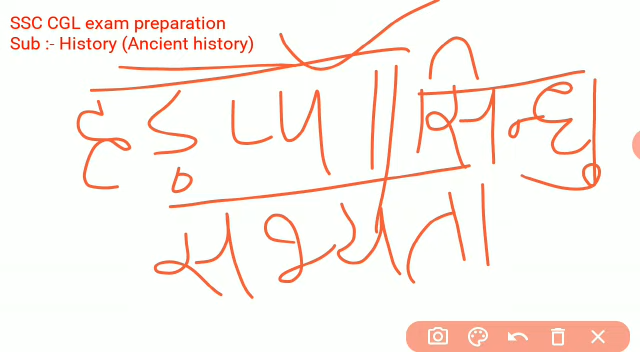 SSC CGL exam preparation
Sub :- History (Ancient history)
हड़प्पा सिन्धु
सभ्यता